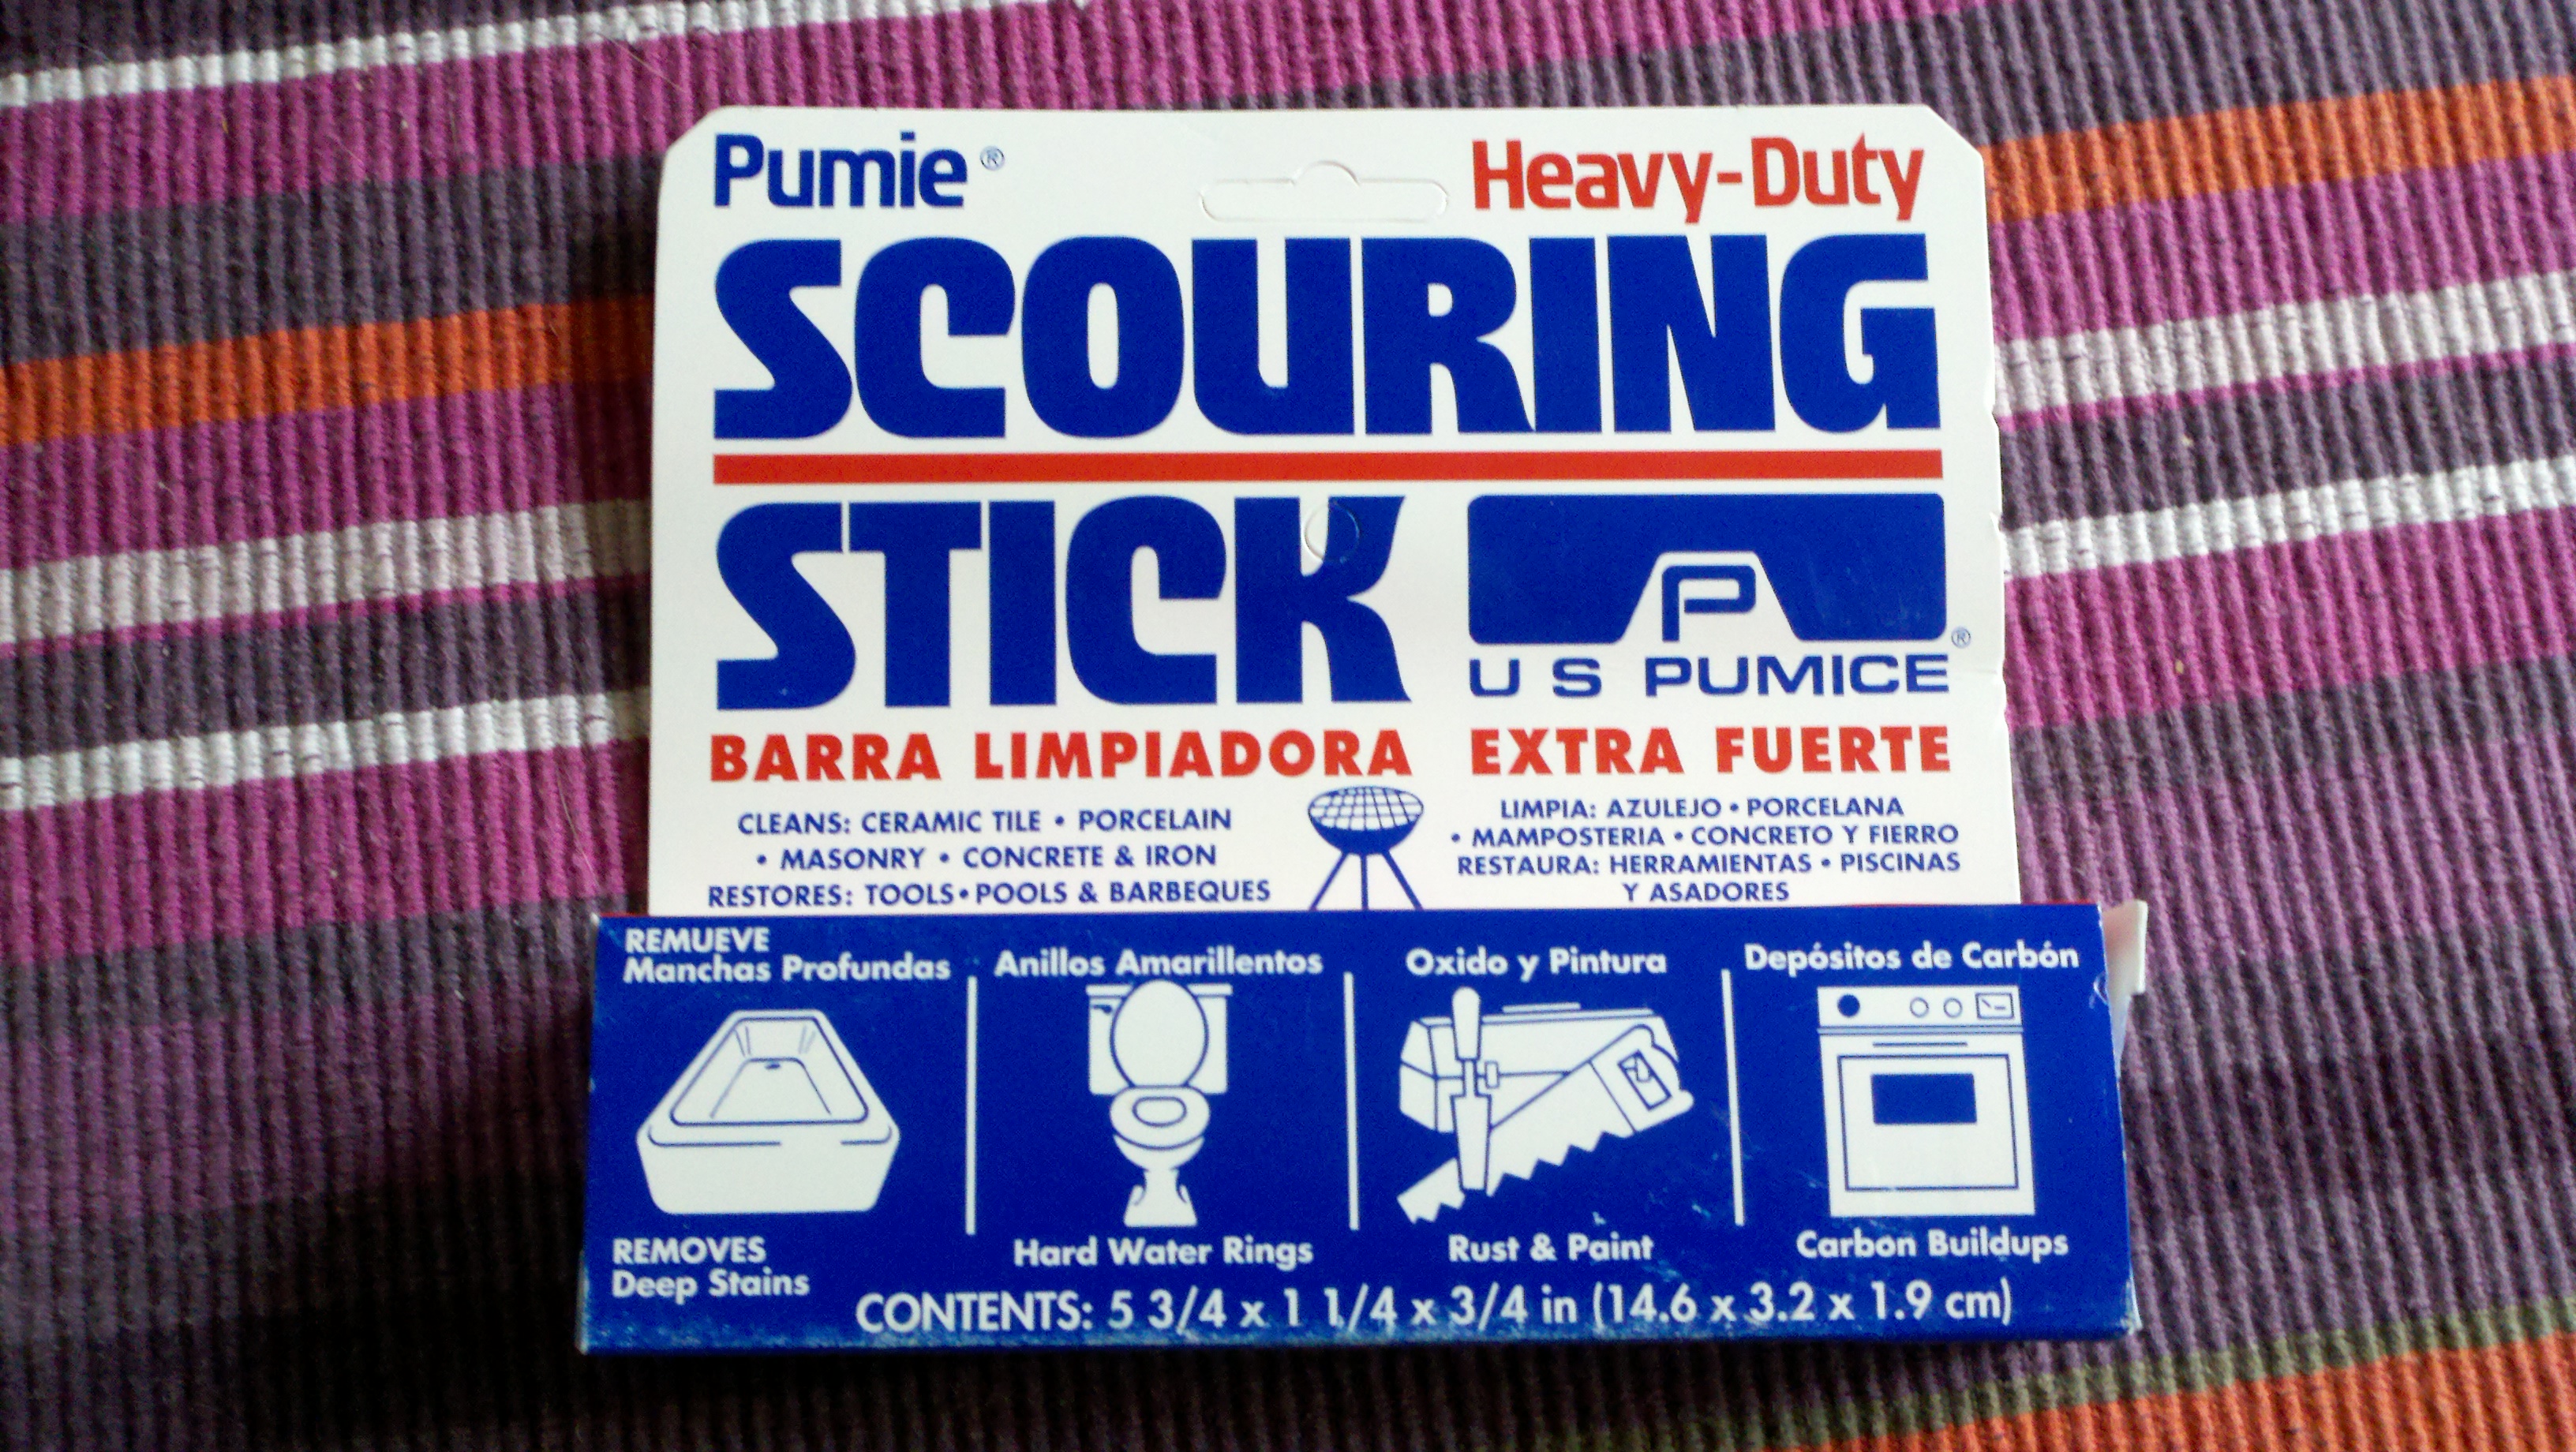 Pumie® Heavy-Duty
SCOURING
STICK
P
®
U S PUMICE
BARRA LIMPIADORA EXTRA FUERTE
CLEANS: CERAMIC TILE • PORCELAIN
• MASONRY • CONCRETE & IRON
RESTORES: TOOLS • POOLS & BARBEQUES
LIMPIA: AZULEJO • PORCELANA
• MAMPOSTERIA • CONCRETO Y FIERRO
RESTAURA: HERRAMIENTAS • PISCINAS
Y ASADORES
REMUEVE
Manchas Profundas
Anillos Amarillentos
Oxido y Pintura
Depósitos de Carbón
REMOVES
Deep Stains
Hard Water Rings
Rust & Paint
Carbon Buildups
CONTENTS: 5 3/4 x 1 1/4 x 3/4 in (14.6 x 3.2 x 1.9 cm)